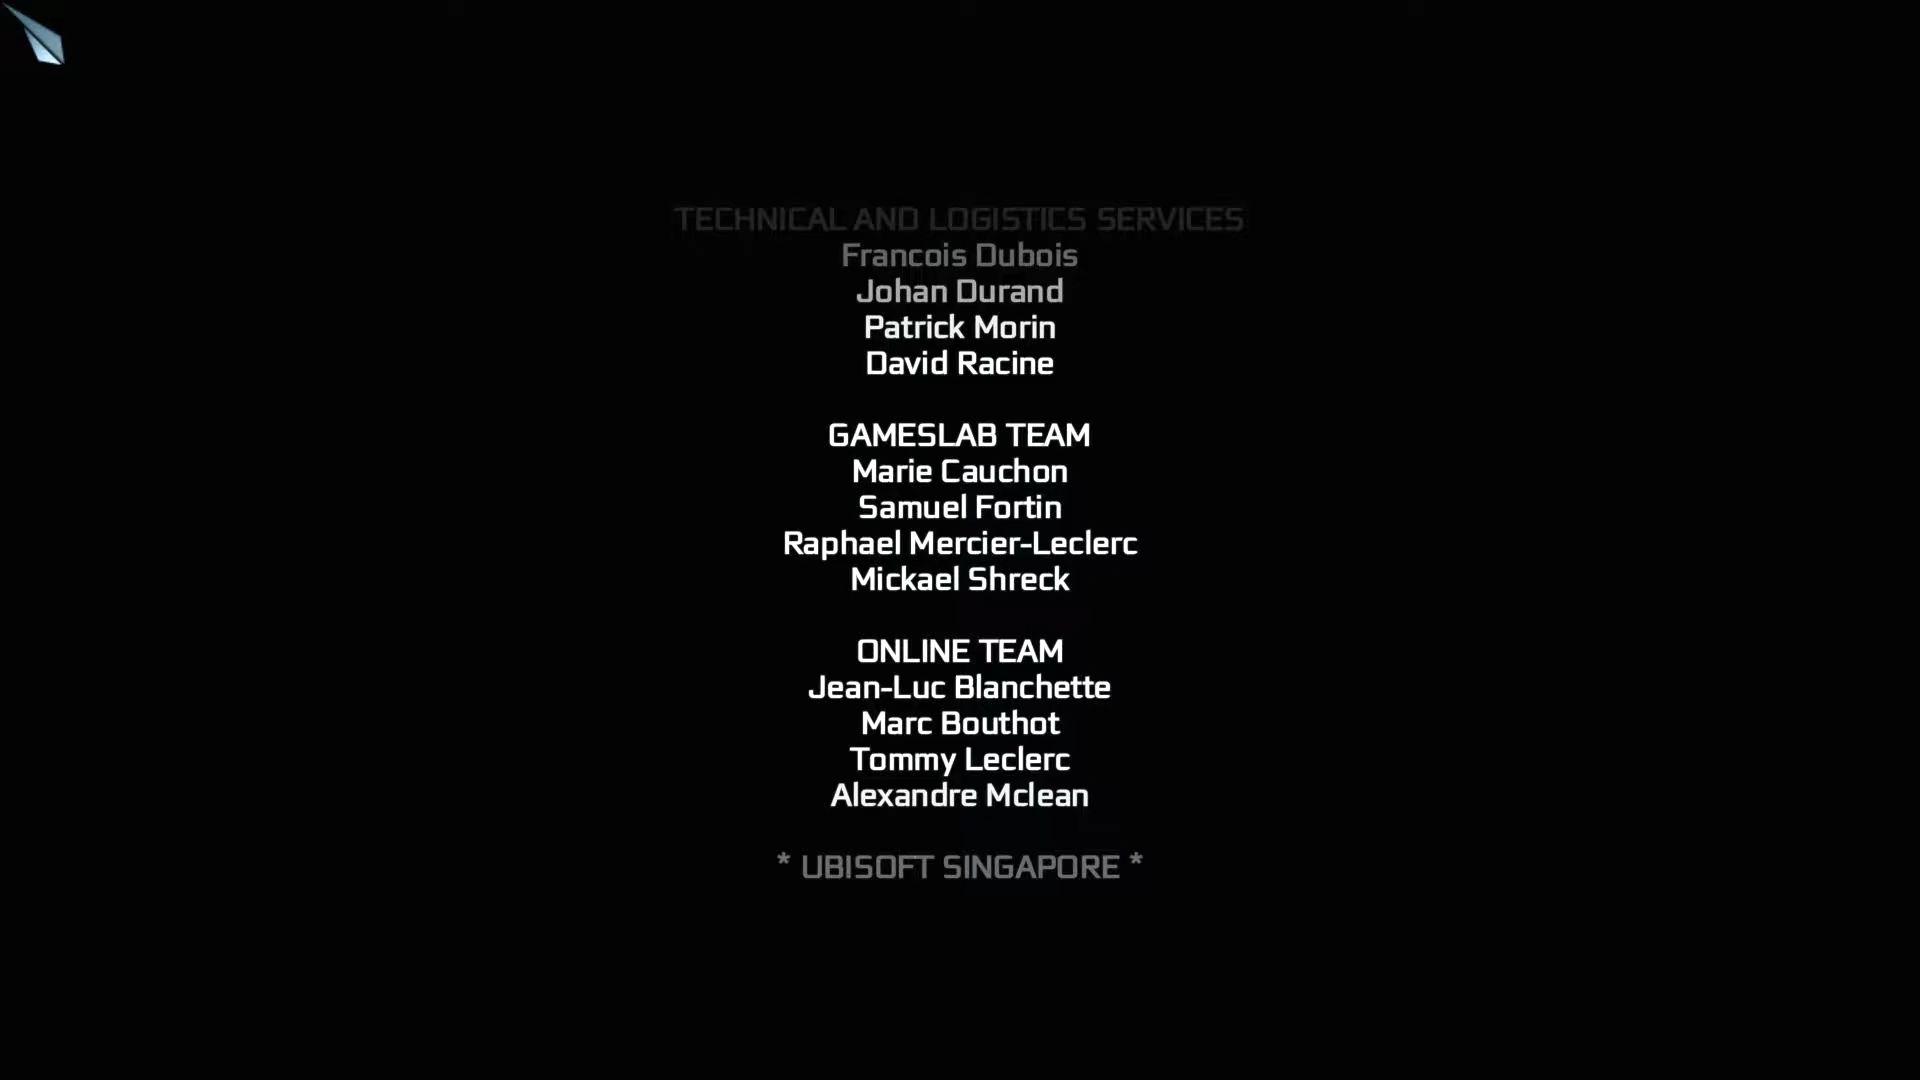 TECHNICAL AND LOGISTICS SERVICES
Francois Dubois
Johan Durand
Patrick Morin
David Racine
GAMESLAB TEAM
Marie Cauchon
Samuel Fortin
Raphael Mercier-Leclerc
Mickael Shreck
ONLINE TEAM
Jean-Luc Blanchette
Marc Bouthot
Tommy Leclerc
Alexandre Mclean
* UBISOFT SINGAPORE *